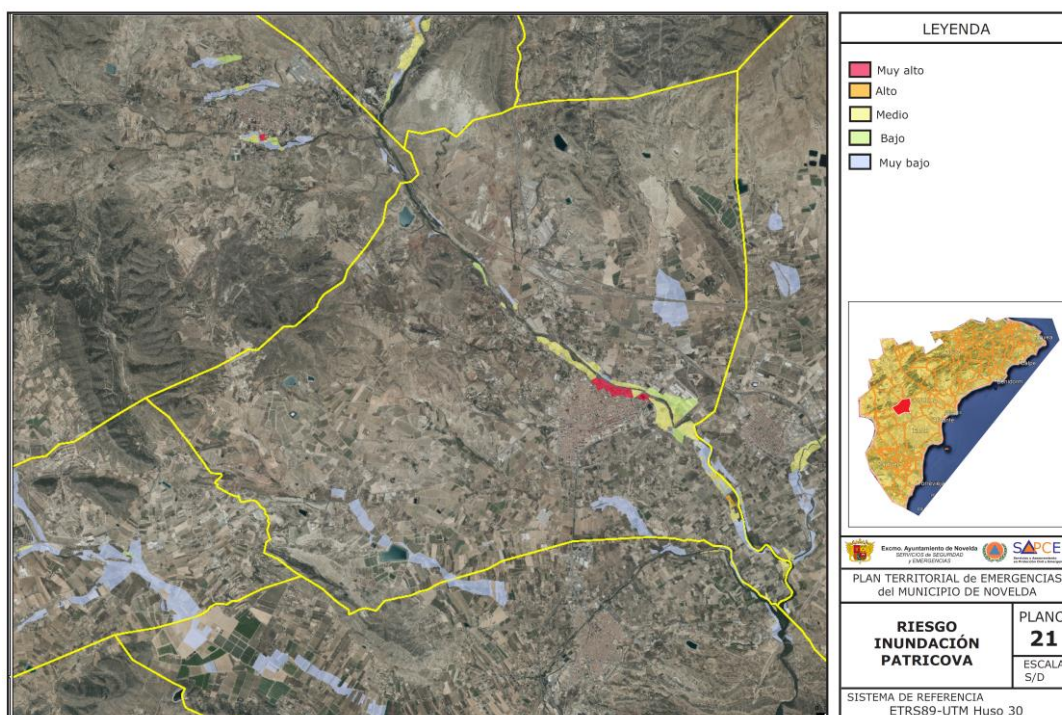 LEYENDA
Muy alto
Alto
Medio
Bajo
Muy bajo
Excmo. Ayuntamiento de Novelda
SERVICIOS de SEGURIDAD
y EMERGENCIAS
SAPCE
PLAN TERRITORIAL de EMERGENCIAS
del MUNICIPIO DE NOVELDA
RIESGO
INUNDACIÓN
PATRICOVA
PLANO
21
ESCALA
S/D
SISTEMA DE REFERENCIA
ETRS89-UTM Huso 30